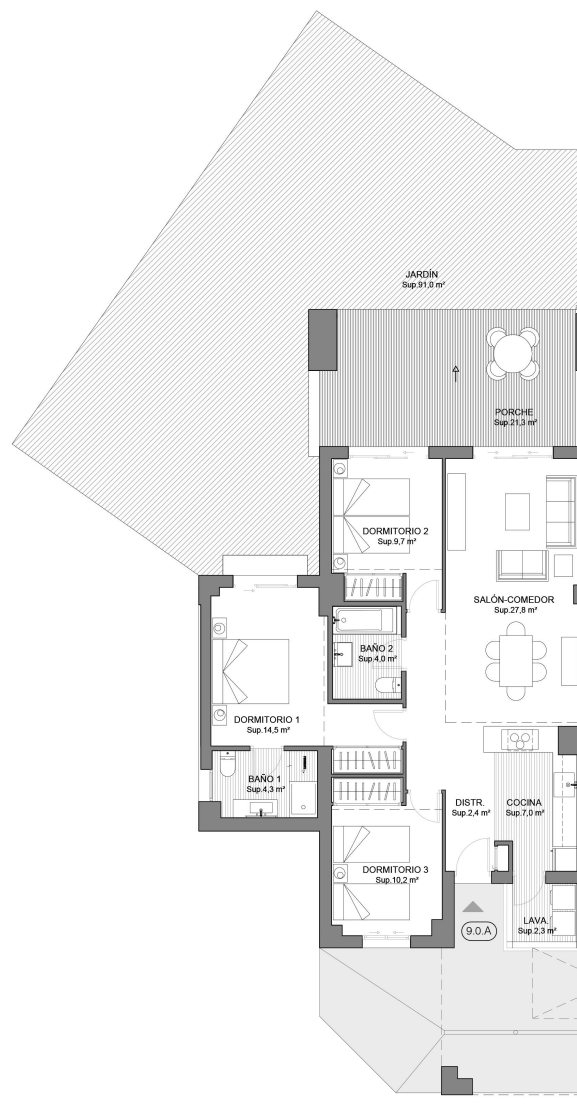 JARDÍN
Sup.91,0 m²
PORCHE
Sup.21,3 m²
DORMITORIO 2
Sup.9,7 m²
SALÓN-COMEDOR
Sup.27,8 m²
BAÑO 2
Sup.4,0 m²
DORMITORIO 1
Sup.14,5 m²
BAÑO 1
Sup.4,3 m²
DISTR.
Sup.2,4 m²
COCINA
Sup.7,0 m²
DORMITORIO 3
Sup.10,2 m²
LAVA.
Sup.2,3 m²
9.0.A